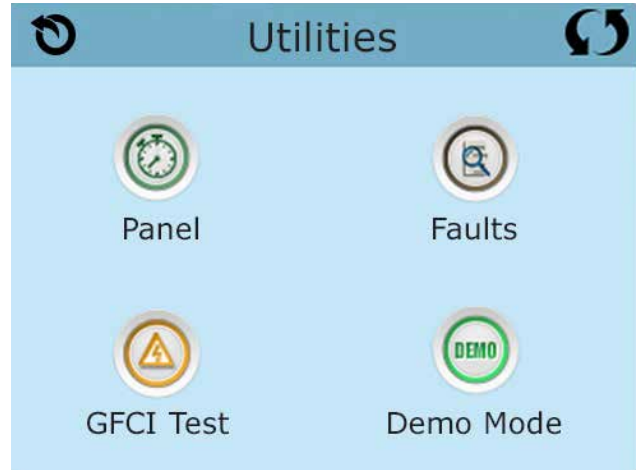 Utilities
Panel
Faults
DEMO
GFCI Test
Demo Mode